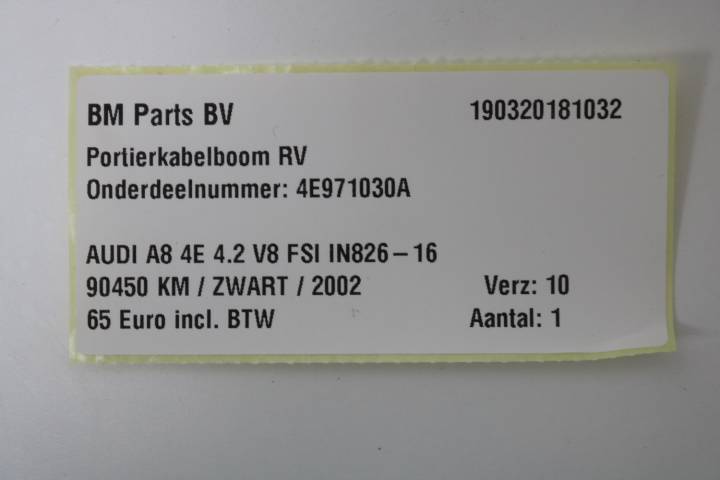 BM Parts BV 190320181032
Portierkabelboom RV
Onderdeelnummer: 4E971030A
AUDI A8 4E 4.2 V8 FSI IN826-16
90450 KM / ZWART / 2002 Verz: 10
65 Euro incl. BTW Aantal: 1